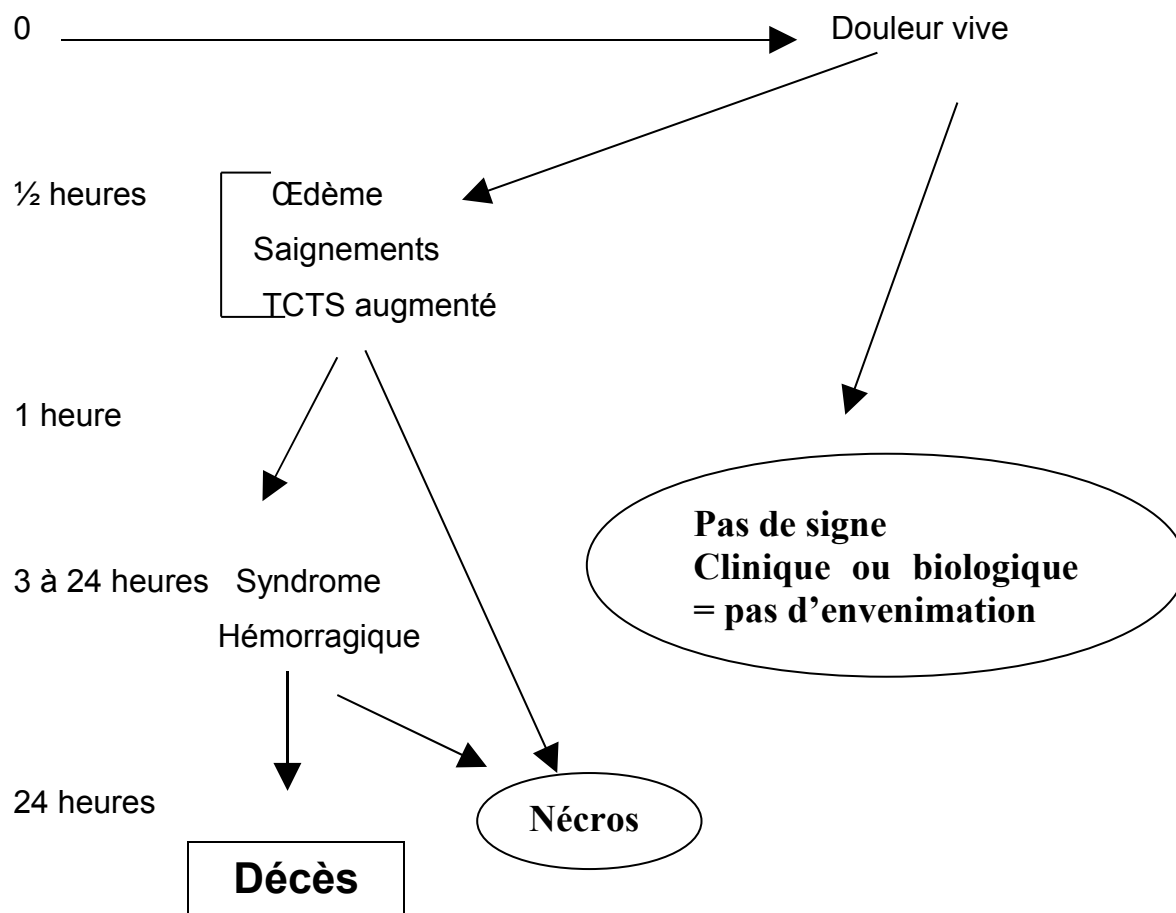 0
Douleur vive
½ heures
Œdème
Saignements
TCTS augmenté
1 heure
Pas de signe
Clinique ou biologique
= pas d’envenimation
3 à 24 heures Syndrome
Hémorragique
24 heures
Nécros
Décès